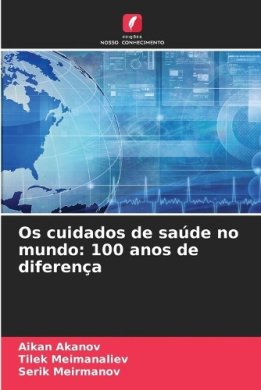 edições
NOSSO CONHECIMENTO
Os cuidados de saúde no
mundo: 100 anos de
diferença
Aikan Akanov
Tilek Meimanaliev
Serik Meirmanov